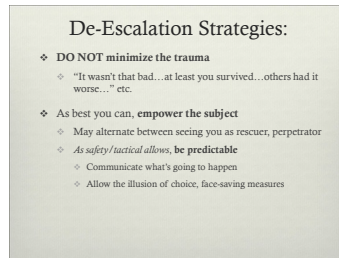 De-Escalation Strategies:
DO NOT minimize the trauma
"It wasn't that bad…at least you survived…others had it
worse…" etc.
As best you can, empower the subject
May alternate between seeing you as rescuer, perpetrator
As safety/tactical allows, be predictable
Communicate what's going to happen
Allow the illusion of choice, face-saving measures